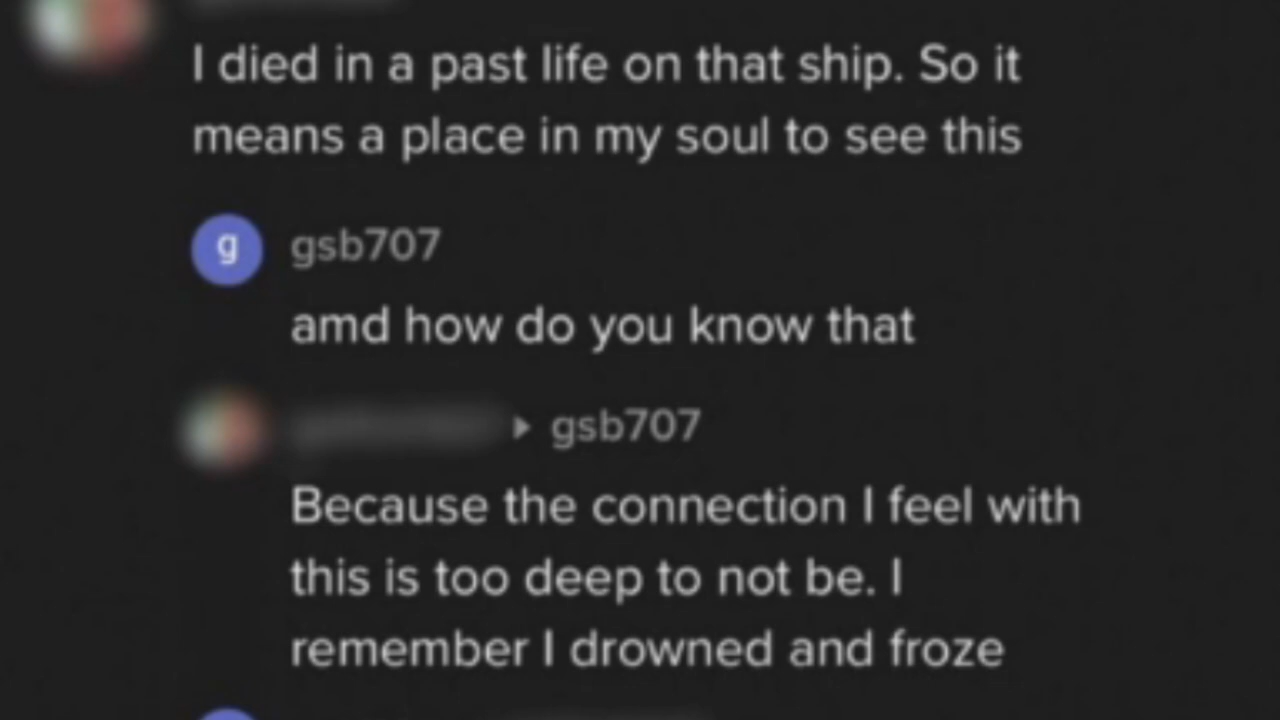 I died in a past life on that ship. So it
means a place in my soul to see this
g gsb707
amd how do you know that
gsb707
Because the connection I feel with
this is too deep to not be. I
remember I drowned and froze